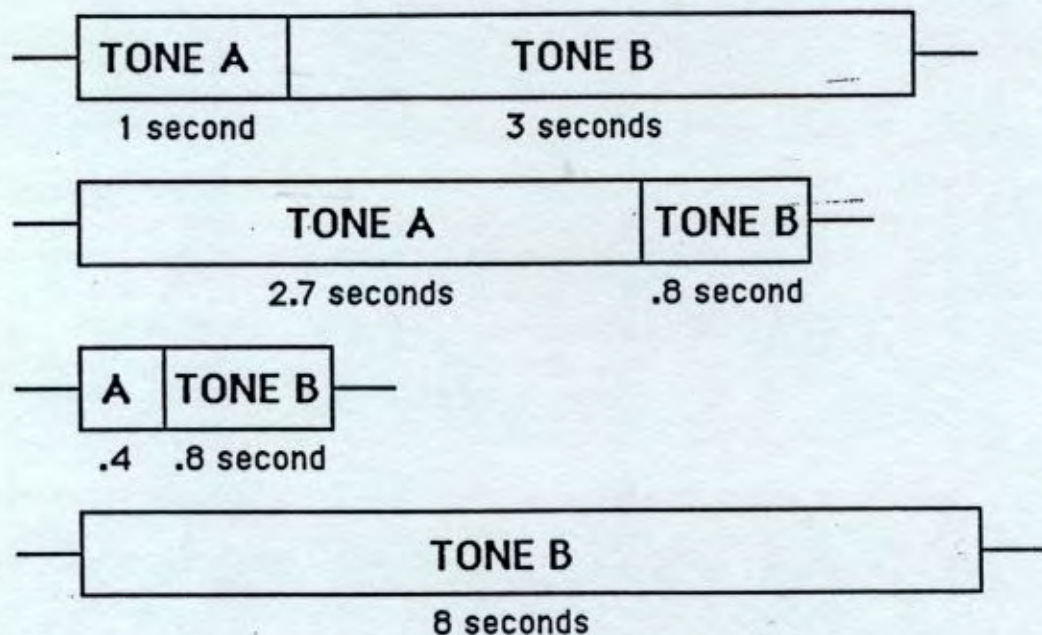 TONE A TONE B
1 second 3 seconds
TONE A TONE B
2.7 seconds .8 second
A TONE B
.4 .8 second
TONE B
8 seconds